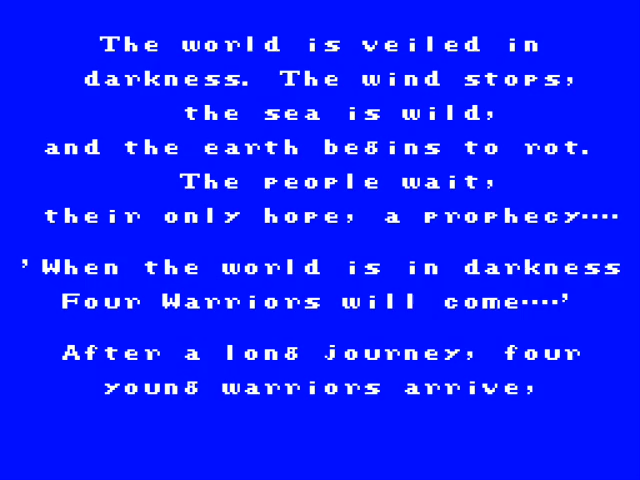 The world is veiled in
darkness. The wind stops,
the sea is wild,
and the earth begins to rot.
The people wait,
their only hope, a prophecy....
'When the world is in darkness
Four Warriors will come....'
After a long journey, four
young warriors arrive,